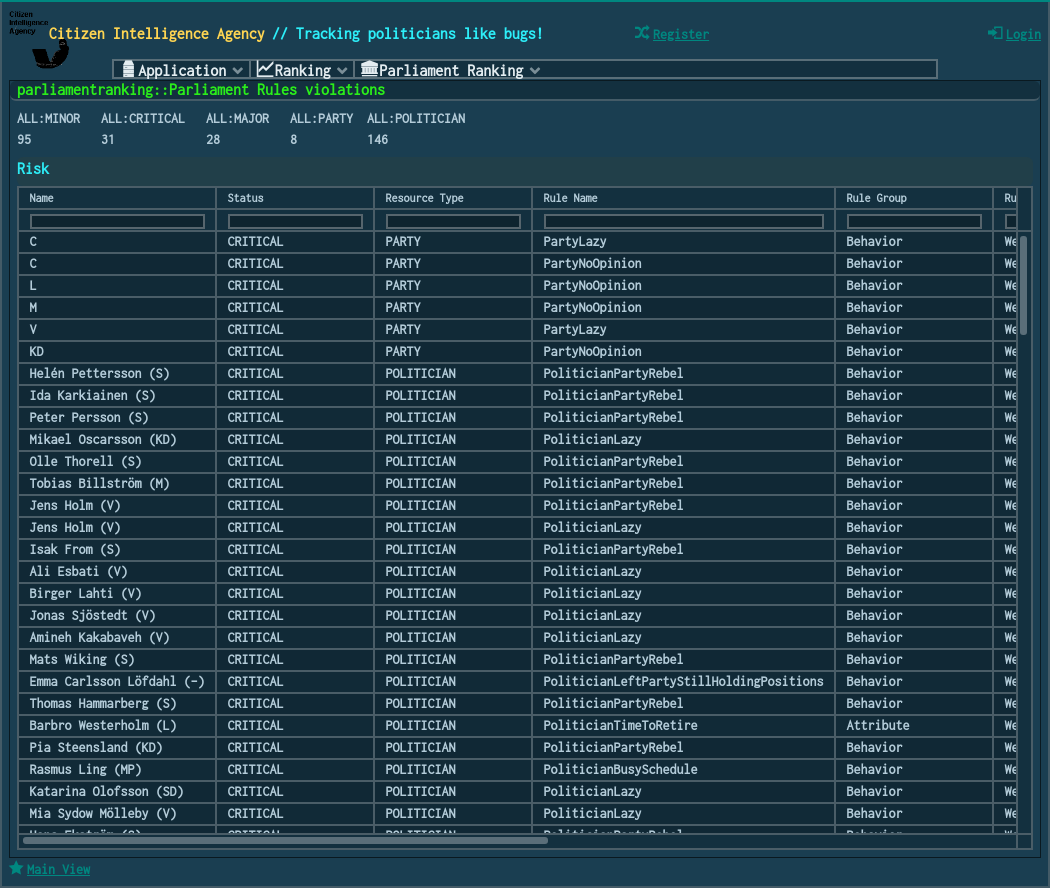 Citizen
Intelligence
Agency
Citizen Intelligence Agency // Tracking politicians like bugs!
Register
Login
Application
Ranking
Parliament Ranking
parliamentranking::Parliament Rules violations
ALL:MINOR ALL:CRITICAL ALL:MAJOR ALL:PARTY ALL:POLITICIAN
95 31 28 8 146
Risk
Name Status Resource Type Rule Name Rule Group Ru
C CRITICAL PARTY PartyLazy Behavior We
C CRITICAL PARTY PartyNoOpinion Behavior We
L CRITICAL PARTY PartyNoOpinion Behavior We
M CRITICAL PARTY PartyNoOpinion Behavior We
V CRITICAL PARTY PartyLazy Behavior We
KD CRITICAL PARTY PartyNoOpinion Behavior We
Helén Pettersson (S) CRITICAL POLITICIAN PoliticianPartyRebel Behavior We
Ida Karkiainen (S) CRITICAL POLITICIAN PoliticianPartyRebel Behavior We
Peter Persson (S) CRITICAL POLITICIAN PoliticianPartyRebel Behavior We
Mikael Oscarsson (KD) CRITICAL POLITICIAN PoliticianLazy Behavior We
Olle Thorell (S) CRITICAL POLITICIAN PoliticianPartyRebel Behavior We
Tobias Billström (M) CRITICAL POLITICIAN PoliticianPartyRebel Behavior We
Jens Holm (V) CRITICAL POLITICIAN PoliticianPartyRebel Behavior We
Jens Holm (V) CRITICAL POLITICIAN PoliticianLazy Behavior We
Isak From (S) CRITICAL POLITICIAN PoliticianPartyRebel Behavior We
Ali Esbati (V) CRITICAL POLITICIAN PoliticianLazy Behavior We
Birger Lahti (V) CRITICAL POLITICIAN PoliticianLazy Behavior We
Jonas Sjöstedt (V) CRITICAL POLITICIAN PoliticianLazy Behavior We
Amineh Kakabaveh (V) CRITICAL POLITICIAN PoliticianLazy Behavior We
Mats Wiking (S) CRITICAL POLITICIAN PoliticianPartyRebel Behavior We
Emma Carlsson Löfdahl (-) CRITICAL POLITICIAN PoliticianLeftPartyStillHoldingPositions Behavior We
Thomas Hammarberg (S) CRITICAL POLITICIAN PoliticianPartyRebel Behavior We
Barbro Westerholm (L) CRITICAL POLITICIAN PoliticianTimeToRetire Attribute We
Pia Steensland (KD) CRITICAL POLITICIAN PoliticianPartyRebel Behavior We
Rasmus Ling (MP) CRITICAL POLITICIAN PoliticianBusySchedule Behavior We
Katarina Olofsson (SD) CRITICAL POLITICIAN PoliticianLazy Behavior We
Mia Sydow Mölleby (V) CRITICAL POLITICIAN PoliticianLazy Behavior We
CRITICAL POLITICIAN PoliticianPartyRebel Behavior We
Main View